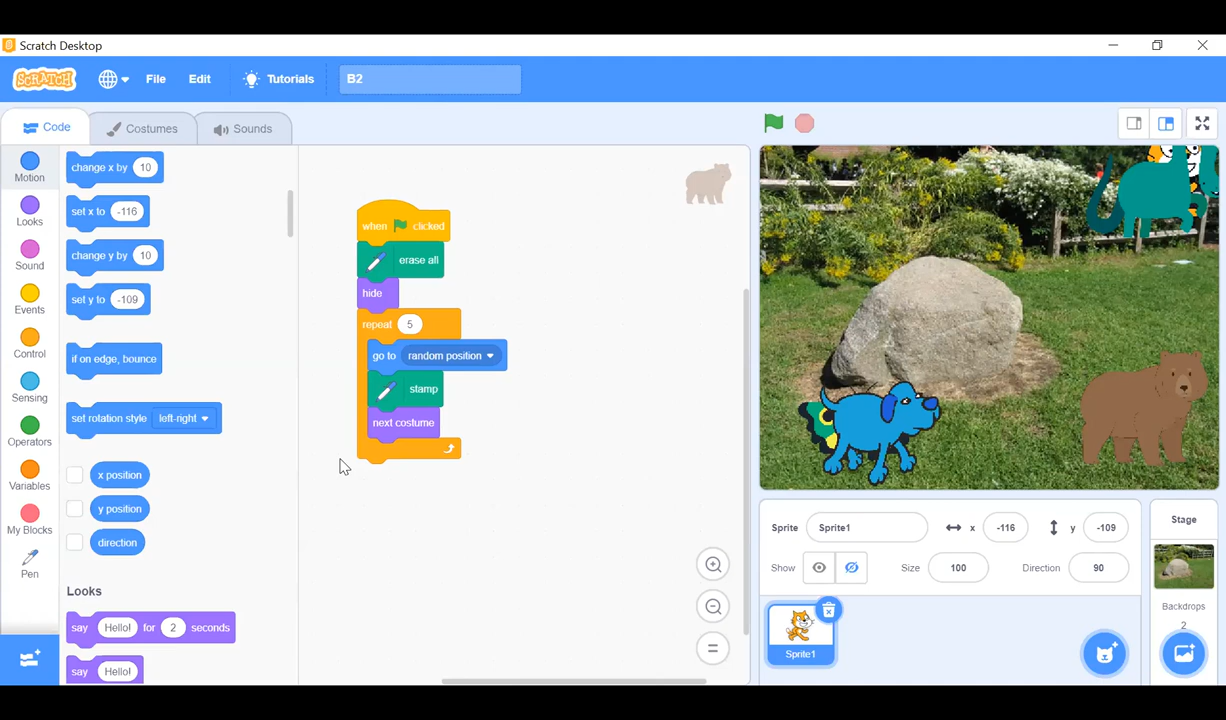 Scratch Desktop
SCRATCH File Edit Tutorials B2
Code Costumes Sounds
Motion
Looks
Sound
Events
Control
Sensing
Operators
Variables
My Blocks
Pen
change x by 10
set x to -116
change y by 10
set y to -109
if on edge, bounce
set rotation style left-right
x position
y position
direction
Looks
say Hello! for 2 seconds
say Hello!
when clicked
erase all
hide
repeat 5
go to random position
stamp
next costume
Sprite Sprite1 x -116 y -109
Show Size 100 Direction 90
Sprite1
Stage
Backdrops
2